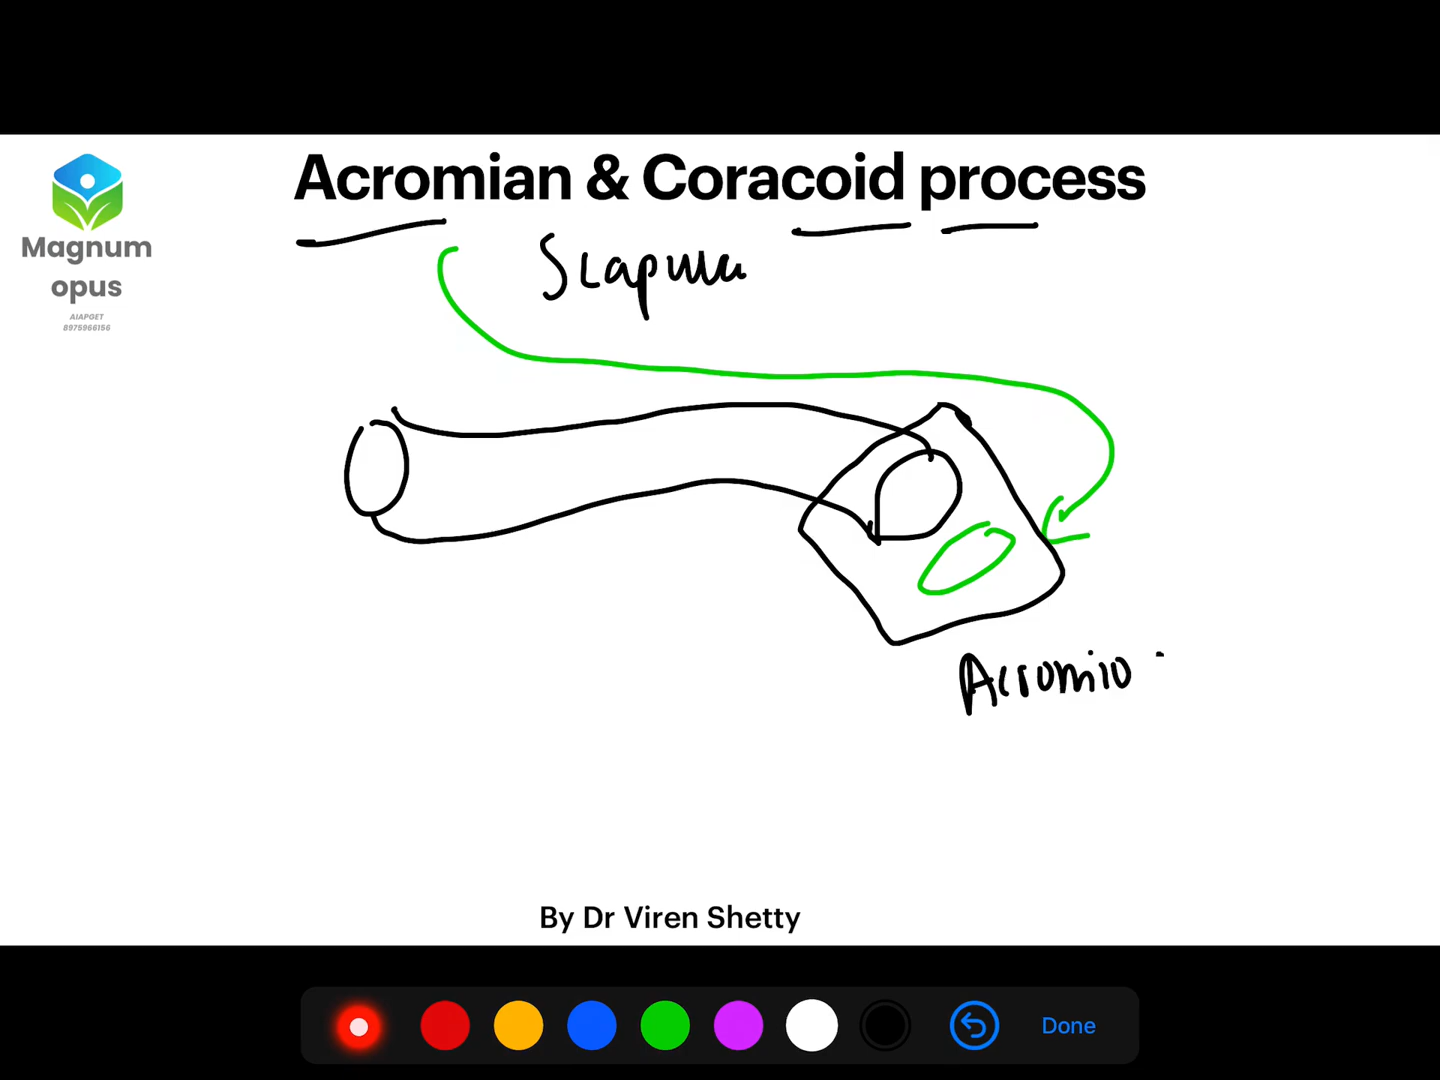 Acromian & Coracoid process
Magnum
opus
AIAPGET
8975966156
Scapula
Acromio
By Dr Viren Shetty
Done